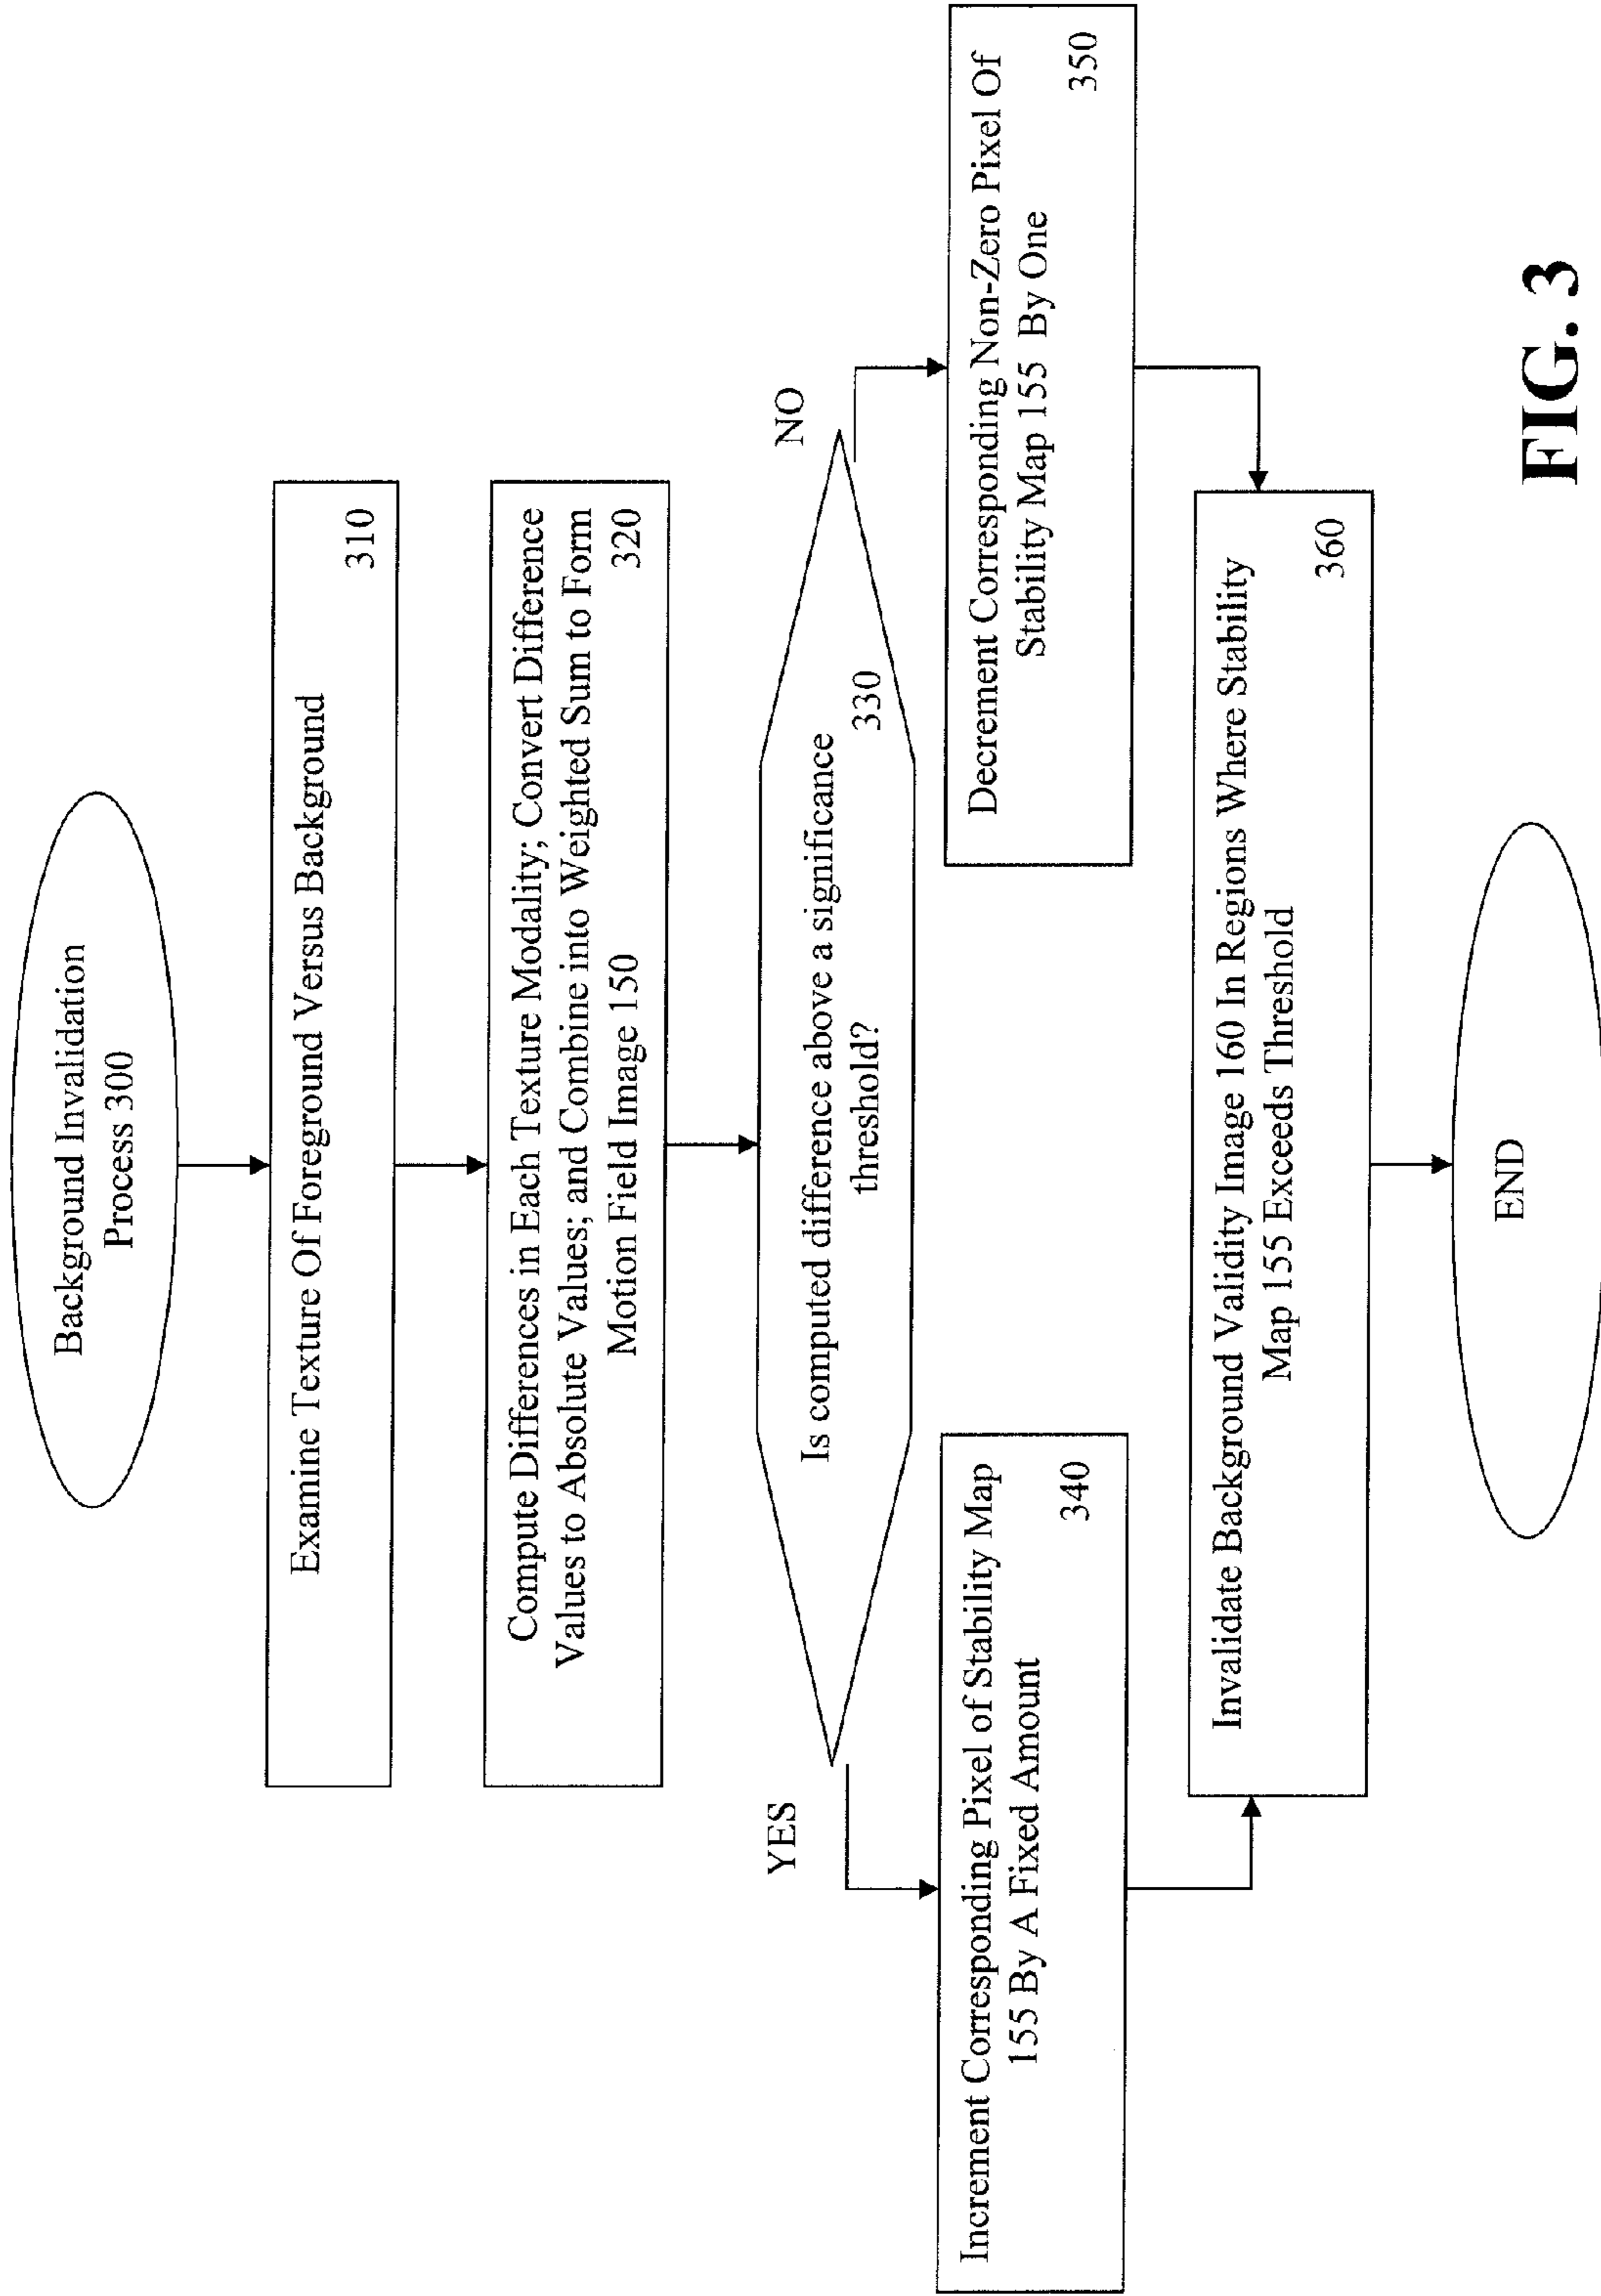 Background Invalidation
Process 300
Examine Texture Of Foreground Versus Background
310
Compute Differences in Each Texture Modality; Convert Difference
Values to Absolute Values; and Combine into Weighted Sum to Form
Motion Field Image 150
320
Is computed difference above a significance
threshold?
330
YES
NO
Increment Corresponding Pixel of Stability Map
155 By A Fixed Amount
340
Decrement Corresponding Non-Zero Pixel Of
Stability Map 155 By One
350
Invalidate Background Validity Image 160 In Regions Where Stability
Map 155 Exceeds Threshold
360
END
FIG. 3